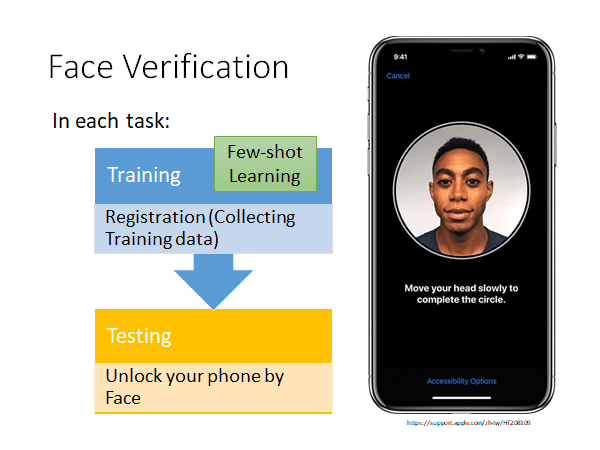 Face Verification
In each task:
Few-shot
Learning
Training
Registration (Collecting
Training data)
Testing
Unlock your phone by
Face
9:41
Cancel
Move your head slowly to
complete the circle.
Accessibility Options
https://support.apple.com/zh-tw/HT208109